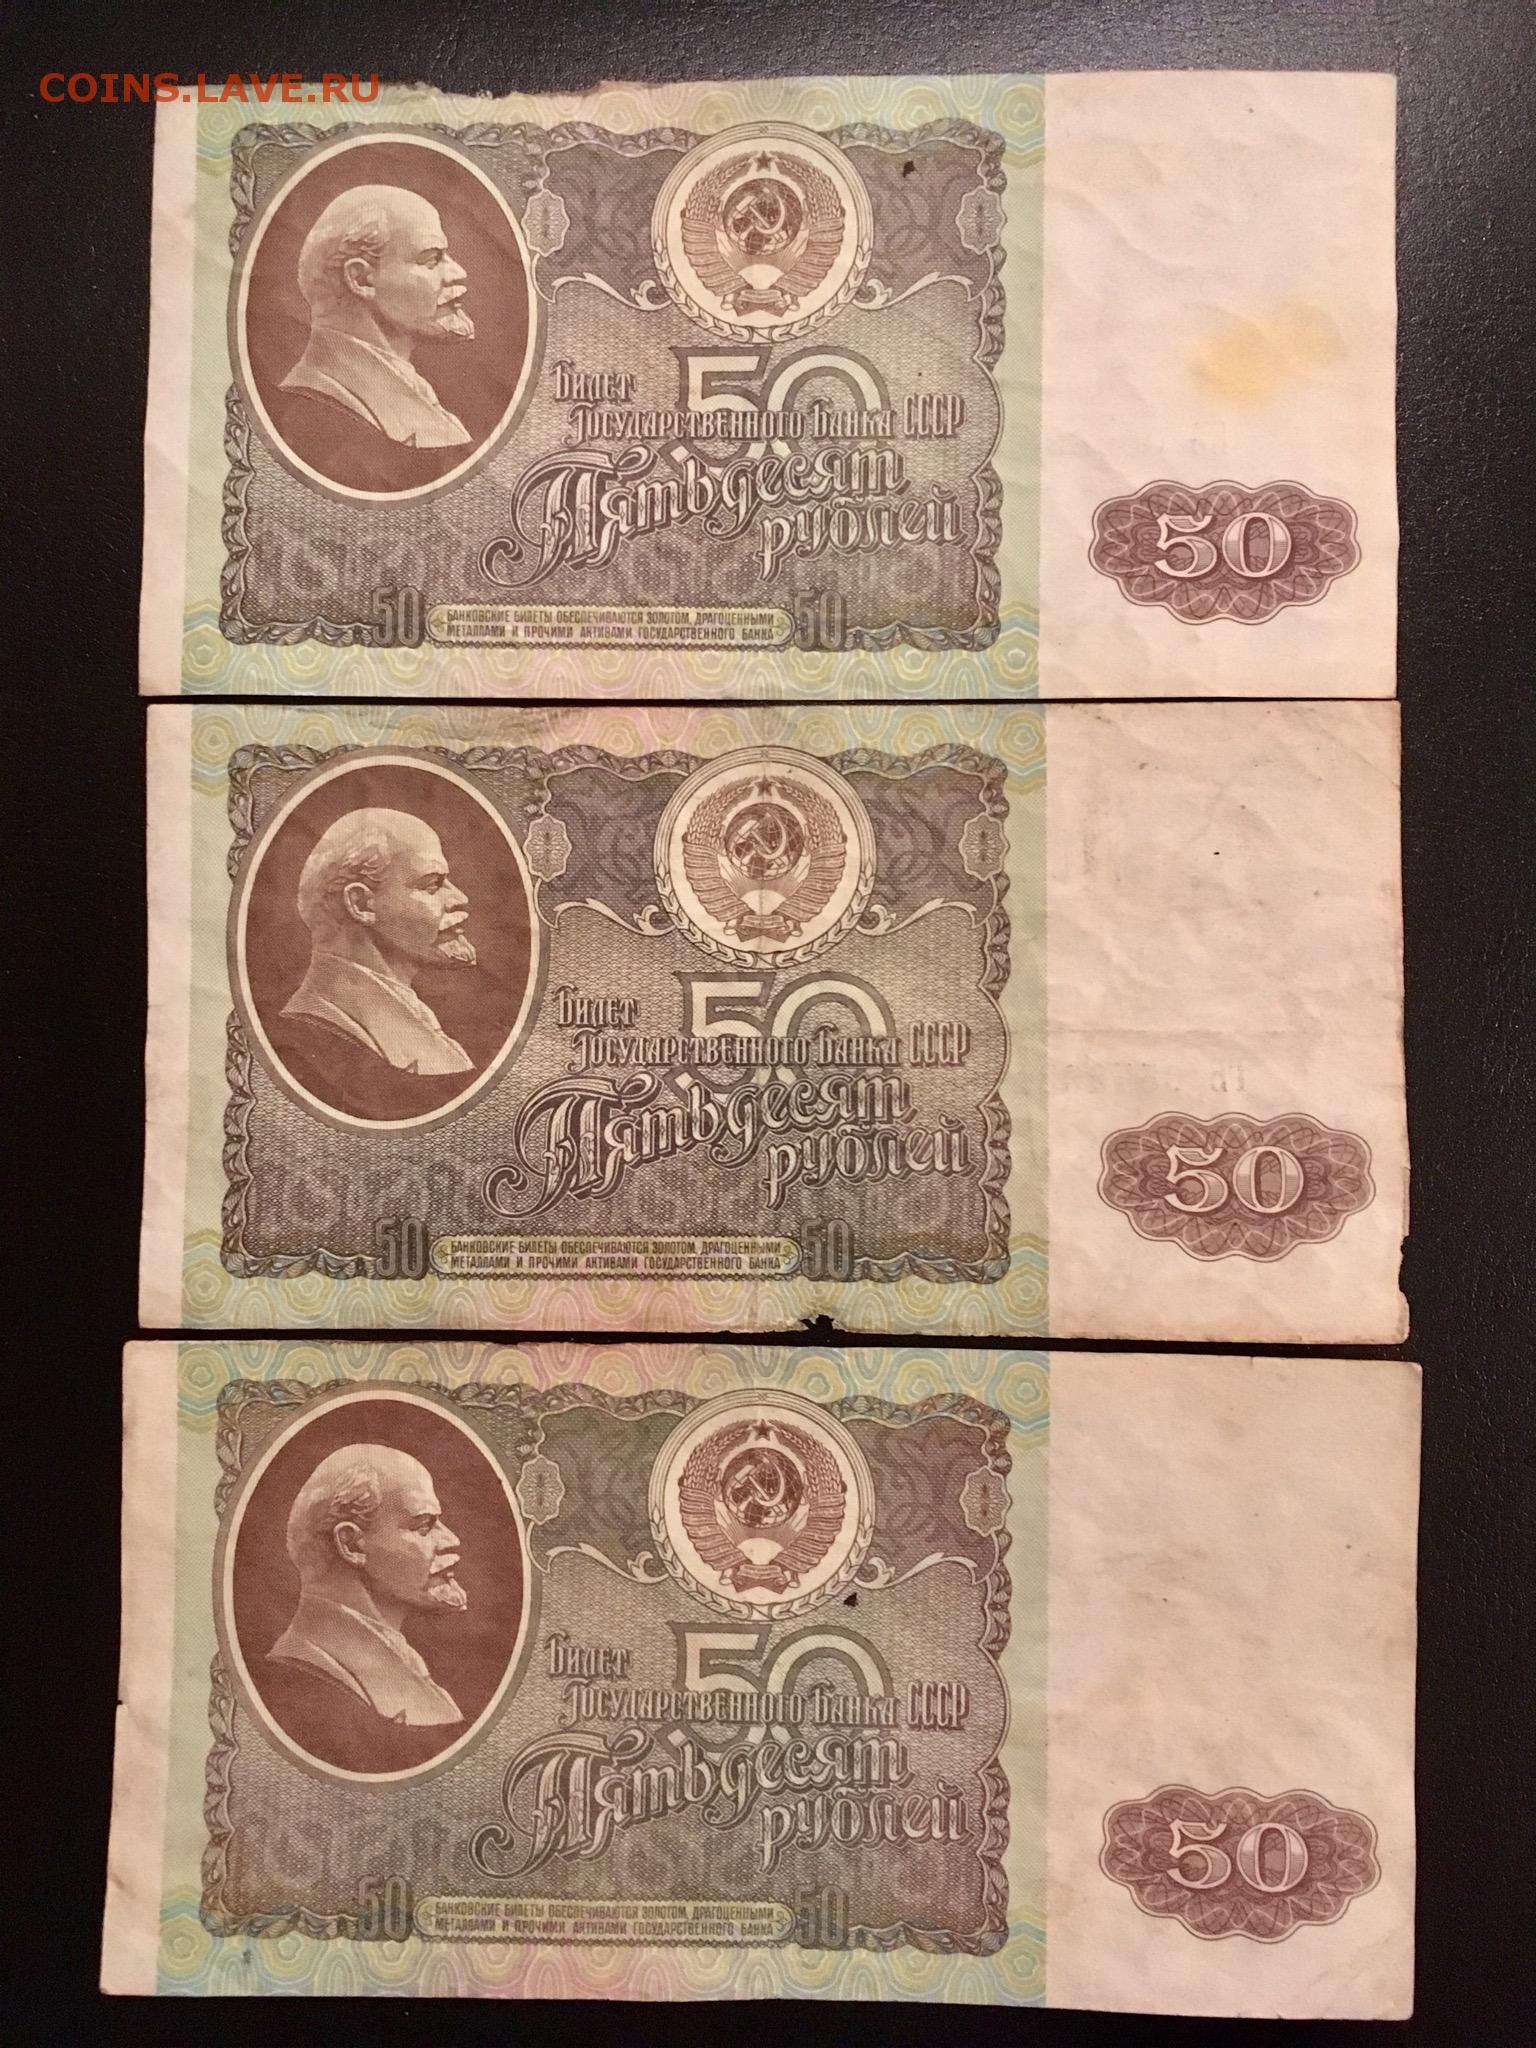 COINS.LAVE.RU
Билет
Государственного Банка СССР
50
Пятьдесят
рублей
50
50
БАНКОВСКИЕ БИЛЕТЫ ОБЕСПЕЧИВАЮТСЯ ЗОЛОТОМ, ДРАГОЦЕННЫМИ
МЕТАЛЛАМИ И ПРОЧИМИ АКТИВАМИ ГОСУДАРСТВЕННОГО БАНКА
50
Билет
Государственного Банка СССР
50
Пятьдесят
рублей
50
50
БАНКОВСКИЕ БИЛЕТЫ ОБЕСПЕЧИВАЮТСЯ ЗОЛОТОМ, ДРАГОЦЕННЫМИ
МЕТАЛЛАМИ И ПРОЧИМИ АКТИВАМИ ГОСУДАРСТВЕННОГО БАНКА
50
Билет
Государственного Банка СССР
50
Пятьдесят
рублей
50
50
БАНКОВСКИЕ БИЛЕТЫ ОБЕСПЕЧИВАЮТСЯ ЗОЛОТОМ, ДРАГОЦЕННЫМИ
МЕТАЛЛАМИ И ПРОЧИМИ АКТИВАМИ ГОСУДАРСТВЕННОГО БАНКА
50